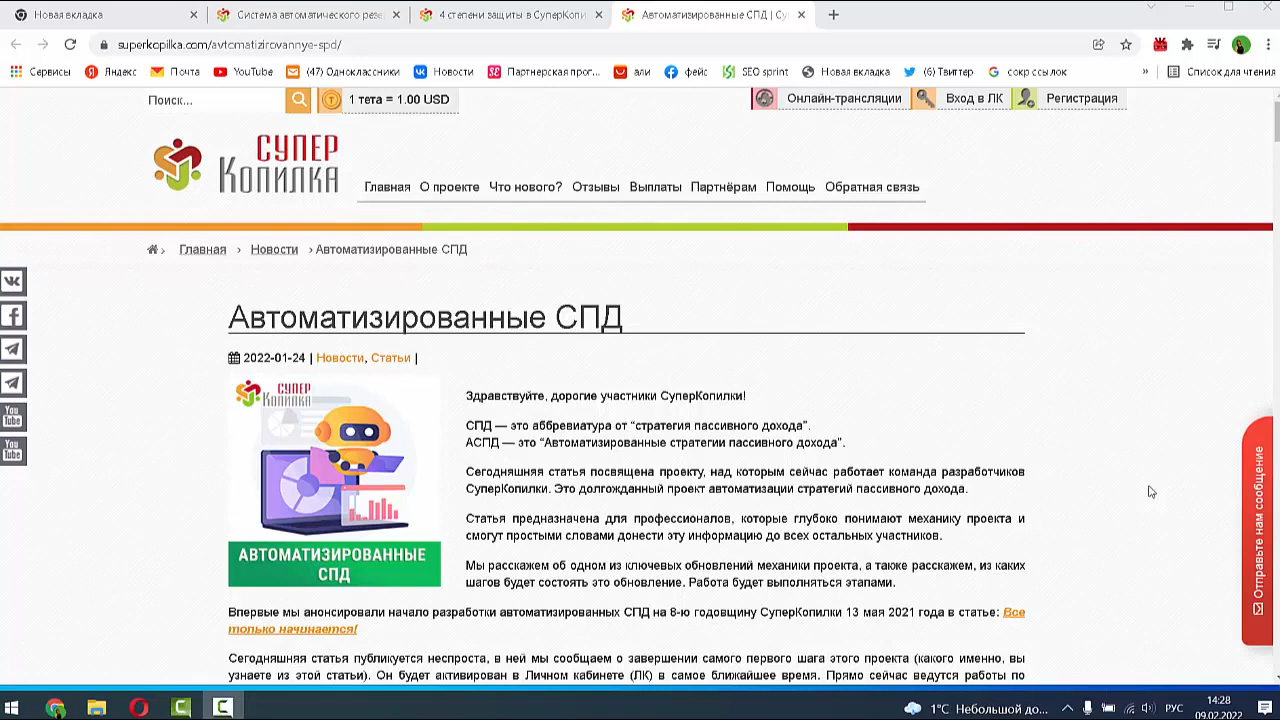 Новая вкладка
Система автоматического резе
4 степени защиты в СуперКопи
Автоматизированные СПД | Су
superkopilka.com/avtomatizirovannye-spd/
Сервисы Яндекс Почта YouTube (47) Одноклассники Новости Партнерская прог... али фейс SEO sprint Новая вкладка (6) Твиттер сокр ссылок » Список для чтения
Поиск... 1 тета = 1.00 USD Онлайн-трансляции Вход в ЛК Регистрация
СУПЕР
КОПИЛКА
Главная О проекте Что нового? Отзывы Выплаты Партнёрам Помощь Обратная связь
› Главная › Новости › Автоматизированные СПД
Автоматизированные СПД
2022-01-24 | Новости, Статьи |
СУПЕР
КОПИЛКА
АВТОМАТИЗИРОВАННЫЕ
СПД
Здравствуйте, дорогие участники СуперКопилки!
СПД — это аббревиатура от “стратегия пассивного дохода”.
АСПД — это “Автоматизированные стратегии пассивного дохода”.
Сегодняшняя статья посвящена проекту, над которым сейчас работает команда разработчиков
СуперКопилки. Это долгожданный проект автоматизации стратегий пассивного дохода.
Статья предназначена для профессионалов, которые глубоко понимают механику проекта и
смогут простыми словами донести эту информацию до всех остальных участников.
Мы расскажем об одном из ключевых обновлений механики проекта, а также расскажем, из каких
шагов будет состоять это обновление. Работа будет выполняться этапами.
Впервые мы анонсировали начало разработки автоматизированных СПД на 8-ю годовщину СуперКопилки 13 мая 2021 года в статье: Все
только начинается!
Сегодняшняя статья публикуется неспроста, в ней мы сообщаем о завершении самого первого шага этого проекта (какого именно, вы
узнаете из этой статьи). Он будет активирован в Личном кабинете (ЛК) в самое ближайшее время. Прямо сейчас ведутся работы по
You
Tube
You
Tube
Отправьте нам сообщение
1°C Небольшой до... РУС 14:28
09.02.2022